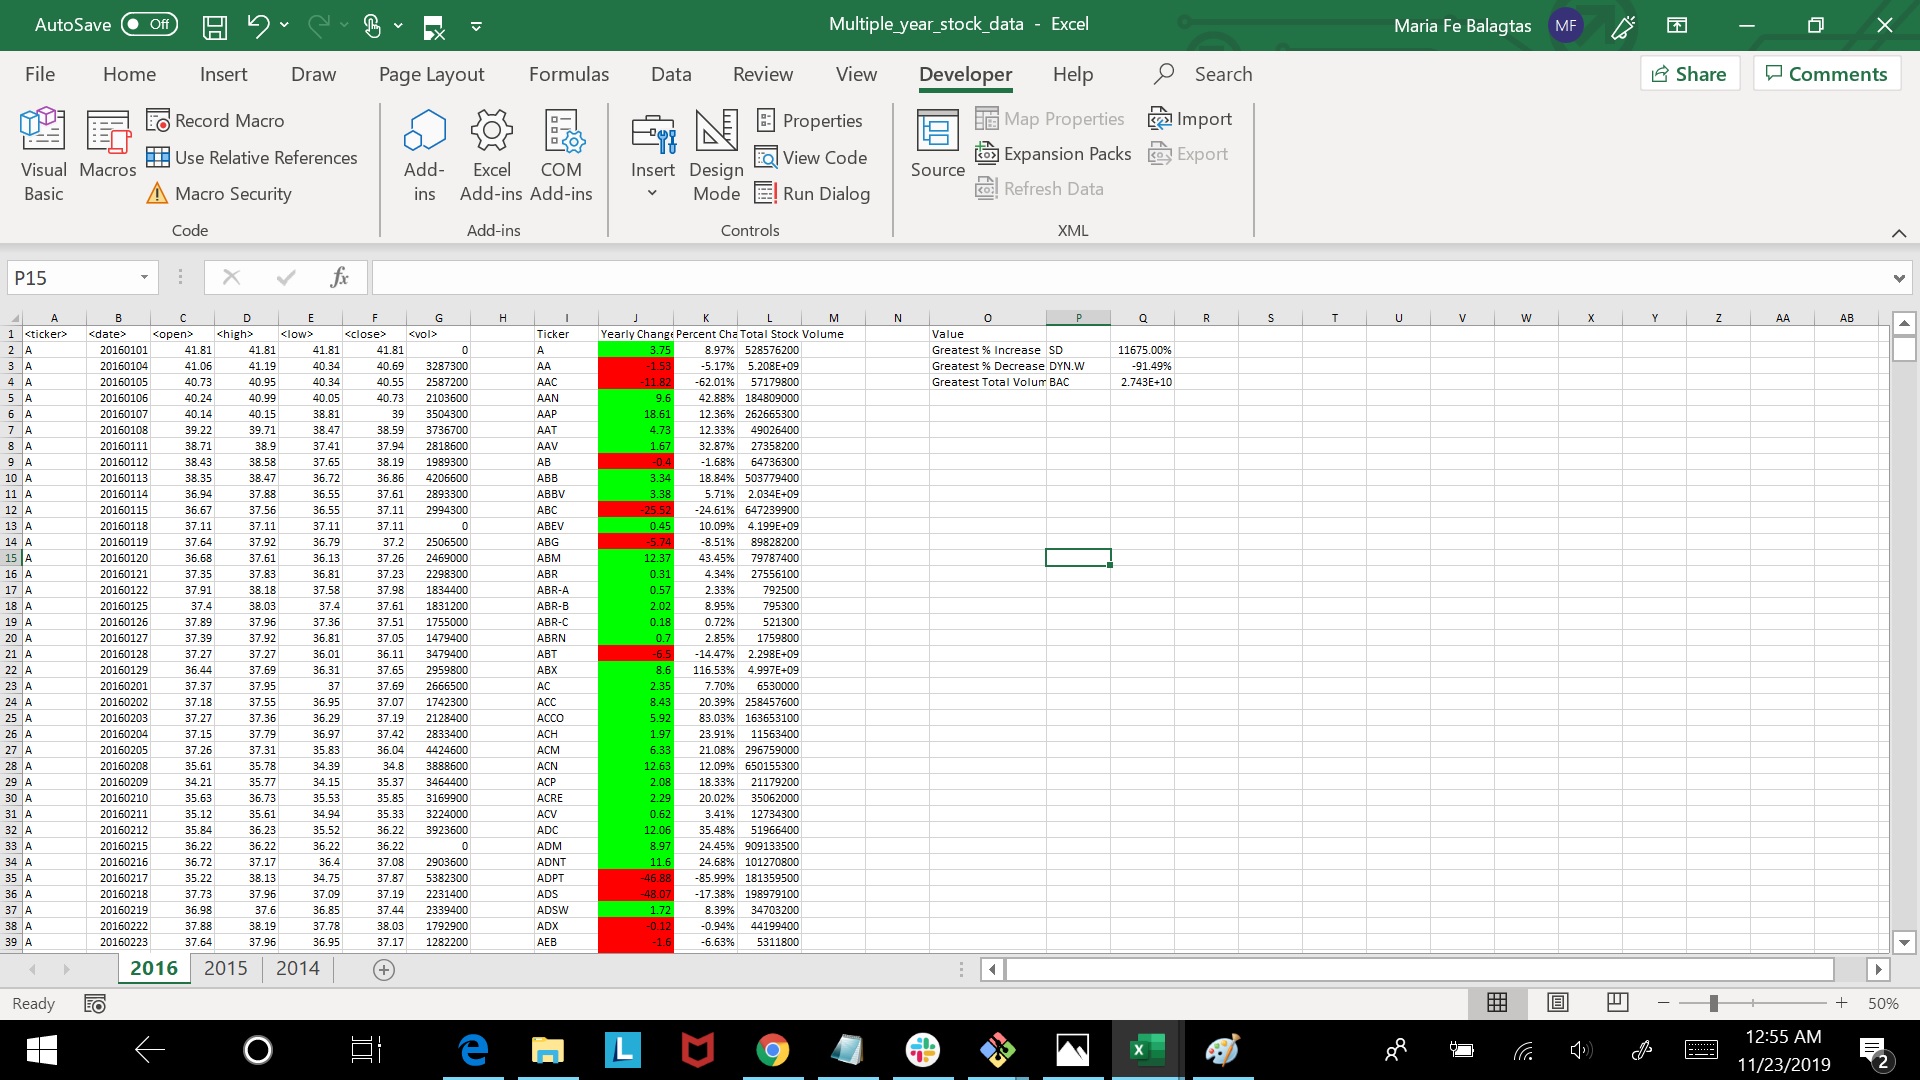 AutoSave Off Multiple_year_stock_data - Excel Maria Fe Balagtas MF
File Home Insert Draw Page Layout Formulas Data Review View Developer Help Search Share Comments
Visual Basic
Macros
Record Macro
Use Relative References
Macro Security
Code
Add-ins
Excel Add-ins
COM Add-ins
Add-ins
Insert
Design Mode
Properties
View Code
Run Dialog
Controls
Source
Map Properties
Expansion Packs
Refresh Data
Import
Export
XML
P15 fx
A B C D E F G H I J K L M N O P Q R S T U V W X Y Z AA AB
1 <ticker> <date> <open> <high> <low> <close> <vol> Ticker Yearly Change Percent Cha Total Stock Volume Value
2 A 20160101 41.81 41.81 41.81 41.81 0 A 3.75 8.97% 528576200 Greatest % Increase SD 11675.00%
3 A 20160104 41.06 41.19 40.34 40.69 3287300 AA -1.53 -5.17% 5.208E+09 Greatest % Decrease DYN.W -91.49%
4 A 20160105 40.73 40.95 40.34 40.55 2587200 AAC -11.82 -62.01% 57179800 Greatest Total Volum BAC 2.743E+10
5 A 20160106 40.24 40.99 40.05 40.73 2103600 AAN 9.6 42.88% 184809000
6 A 20160107 40.14 40.15 38.81 39 3504300 AAP 18.61 12.36% 262665300
7 A 20160108 39.22 39.71 38.47 38.59 3736700 AAT 4.73 12.33% 49026400
8 A 20160111 38.71 38.9 37.41 37.94 2818600 AAV 1.67 32.87% 27358200
9 A 20160112 38.43 38.58 37.65 38.19 1989300 AB -0.4 -1.68% 64736300
10 A 20160113 38.35 38.47 36.72 36.86 4206600 ABB 3.34 18.84% 503779400
11 A 20160114 36.94 37.88 36.55 37.61 2893300 ABBV 3.38 5.71% 2.034E+09
12 A 20160115 36.67 37.56 36.55 37.11 2994300 ABC -25.52 -24.61% 647239900
13 A 20160118 37.11 37.11 37.11 37.11 0 ABEV 0.45 10.09% 4.199E+09
14 A 20160119 37.64 37.92 36.79 37.2 2506500 ABG -5.74 -8.51% 89828200
15 A 20160120 36.68 37.61 36.13 37.26 2469000 ABM 12.37 43.45% 79787400
16 A 20160121 37.35 37.83 36.81 37.23 2298300 ABR 0.31 4.34% 27556100
17 A 20160122 37.91 38.18 37.58 37.98 1834400 ABR-A 0.57 2.33% 792500
18 A 20160125 37.4 38.03 37.4 37.61 1831200 ABR-B 2.02 8.95% 795300
19 A 20160126 37.89 37.96 37.36 37.51 1755000 ABR-C 0.18 0.72% 521300
20 A 20160127 37.39 37.92 36.81 37.05 1479400 ABRN 0.7 2.85% 1759800
21 A 20160128 37.27 37.27 36.01 36.11 3479400 ABT -6.5 -14.47% 2.298E+09
22 A 20160129 36.44 37.69 36.31 37.65 2959800 ABX 8.6 116.53% 4.997E+09
23 A 20160201 37.37 37.95 37 37.69 2666500 AC 2.35 7.70% 6530000
24 A 20160202 37.18 37.55 36.95 37.07 1742300 ACC 8.43 20.39% 258457600
25 A 20160203 37.27 37.36 36.29 37.19 2128400 ACCO 5.92 83.03% 163653100
26 A 20160204 37.15 37.79 36.97 37.42 2833400 ACH 1.97 23.91% 11563400
27 A 20160205 37.26 37.31 35.83 36.04 4424600 ACM 6.33 21.08% 296759000
28 A 20160208 35.61 35.78 34.39 34.8 3888600 ACN 12.63 12.09% 650155300
29 A 20160209 34.21 35.77 34.15 35.37 3464400 ACP 2.08 18.33% 21179200
30 A 20160210 35.63 36.73 35.53 35.85 3169900 ACRE 2.29 20.02% 35062000
31 A 20160211 35.12 35.61 34.94 35.33 3224000 ACV 0.62 3.41% 12734300
32 A 20160212 35.84 36.23 35.52 36.22 3923600 ADC 12.06 35.48% 51966400
33 A 20160215 36.22 36.22 36.22 36.22 0 ADM 8.97 24.45% 909133500
34 A 20160216 36.72 37.17 36.4 37.08 2903600 ADNT 11.6 24.68% 101270800
35 A 20160217 35.22 38.13 34.75 37.87 5382300 ADPT -46.88 -85.99% 181359500
36 A 20160218 37.73 37.96 37.09 37.19 2231400 ADS -48.07 -17.38% 198979100
37 A 20160219 36.98 37.6 36.85 37.44 2339400 ADSW 1.72 8.39% 34703200
38 A 20160222 37.88 38.19 37.78 38.03 1792900 ADX -0.12 -0.94% 44199400
39 A 20160223 37.64 37.96 36.95 37.17 1282200 AEB -1.6 -6.63% 5311800
2016 2015 2014
Ready 50%
12:55 AM
11/23/2019
2